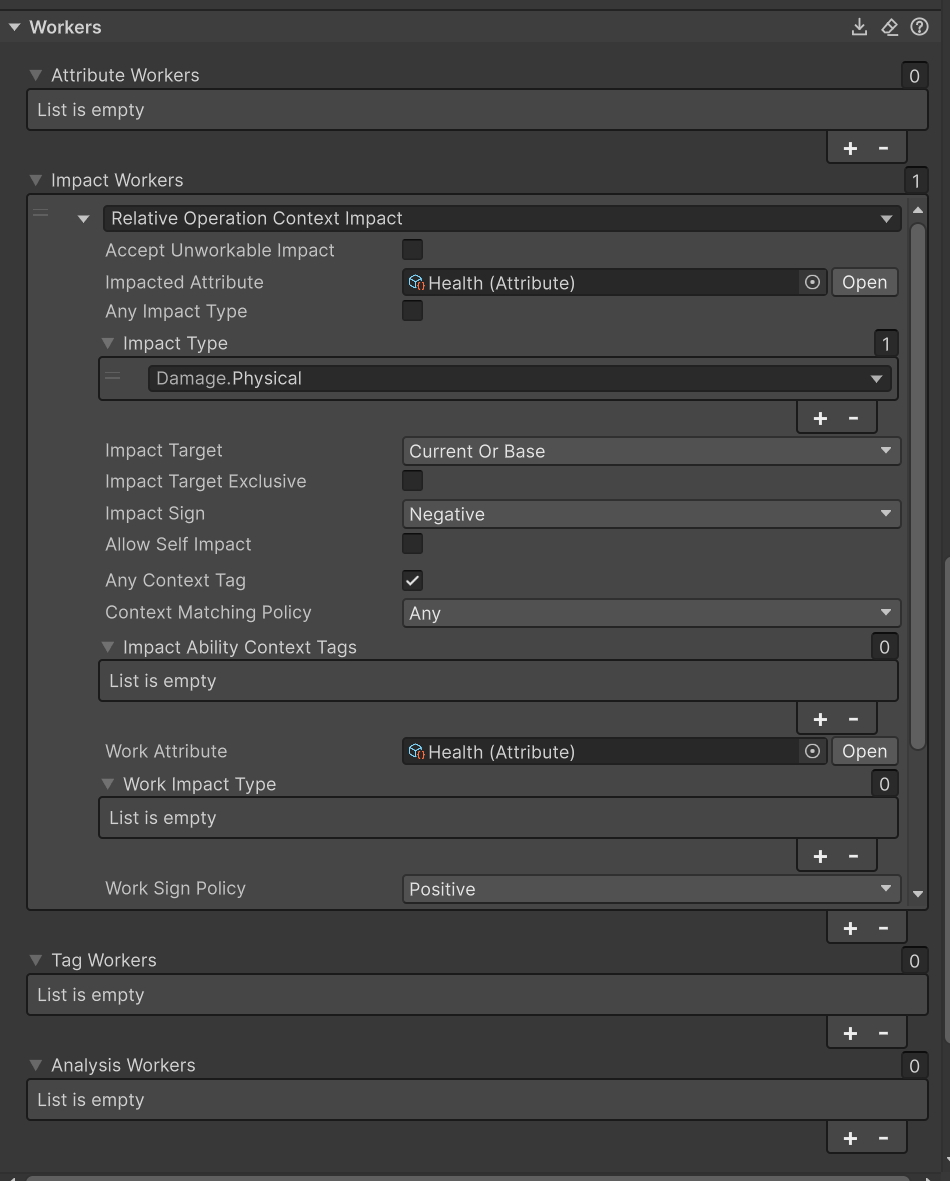 Workers
Attribute Workers 0
List is empty
+ -
Impact Workers 1
Relative Operation Context Impact
Accept Unworkable Impact
Impacted Attribute Health (Attribute) Open
Any Impact Type
Impact Type 1
Damage.Physical
+ -
Impact Target Current Or Base
Impact Target Exclusive
Impact Sign Negative
Allow Self Impact
Any Context Tag
Context Matching Policy Any
Impact Ability Context Tags 0
List is empty
+ -
Work Attribute Health (Attribute) Open
Work Impact Type 0
List is empty
+ -
Work Sign Policy Positive
+ -
Tag Workers 0
List is empty
+ -
Analysis Workers 0
List is empty
+ -